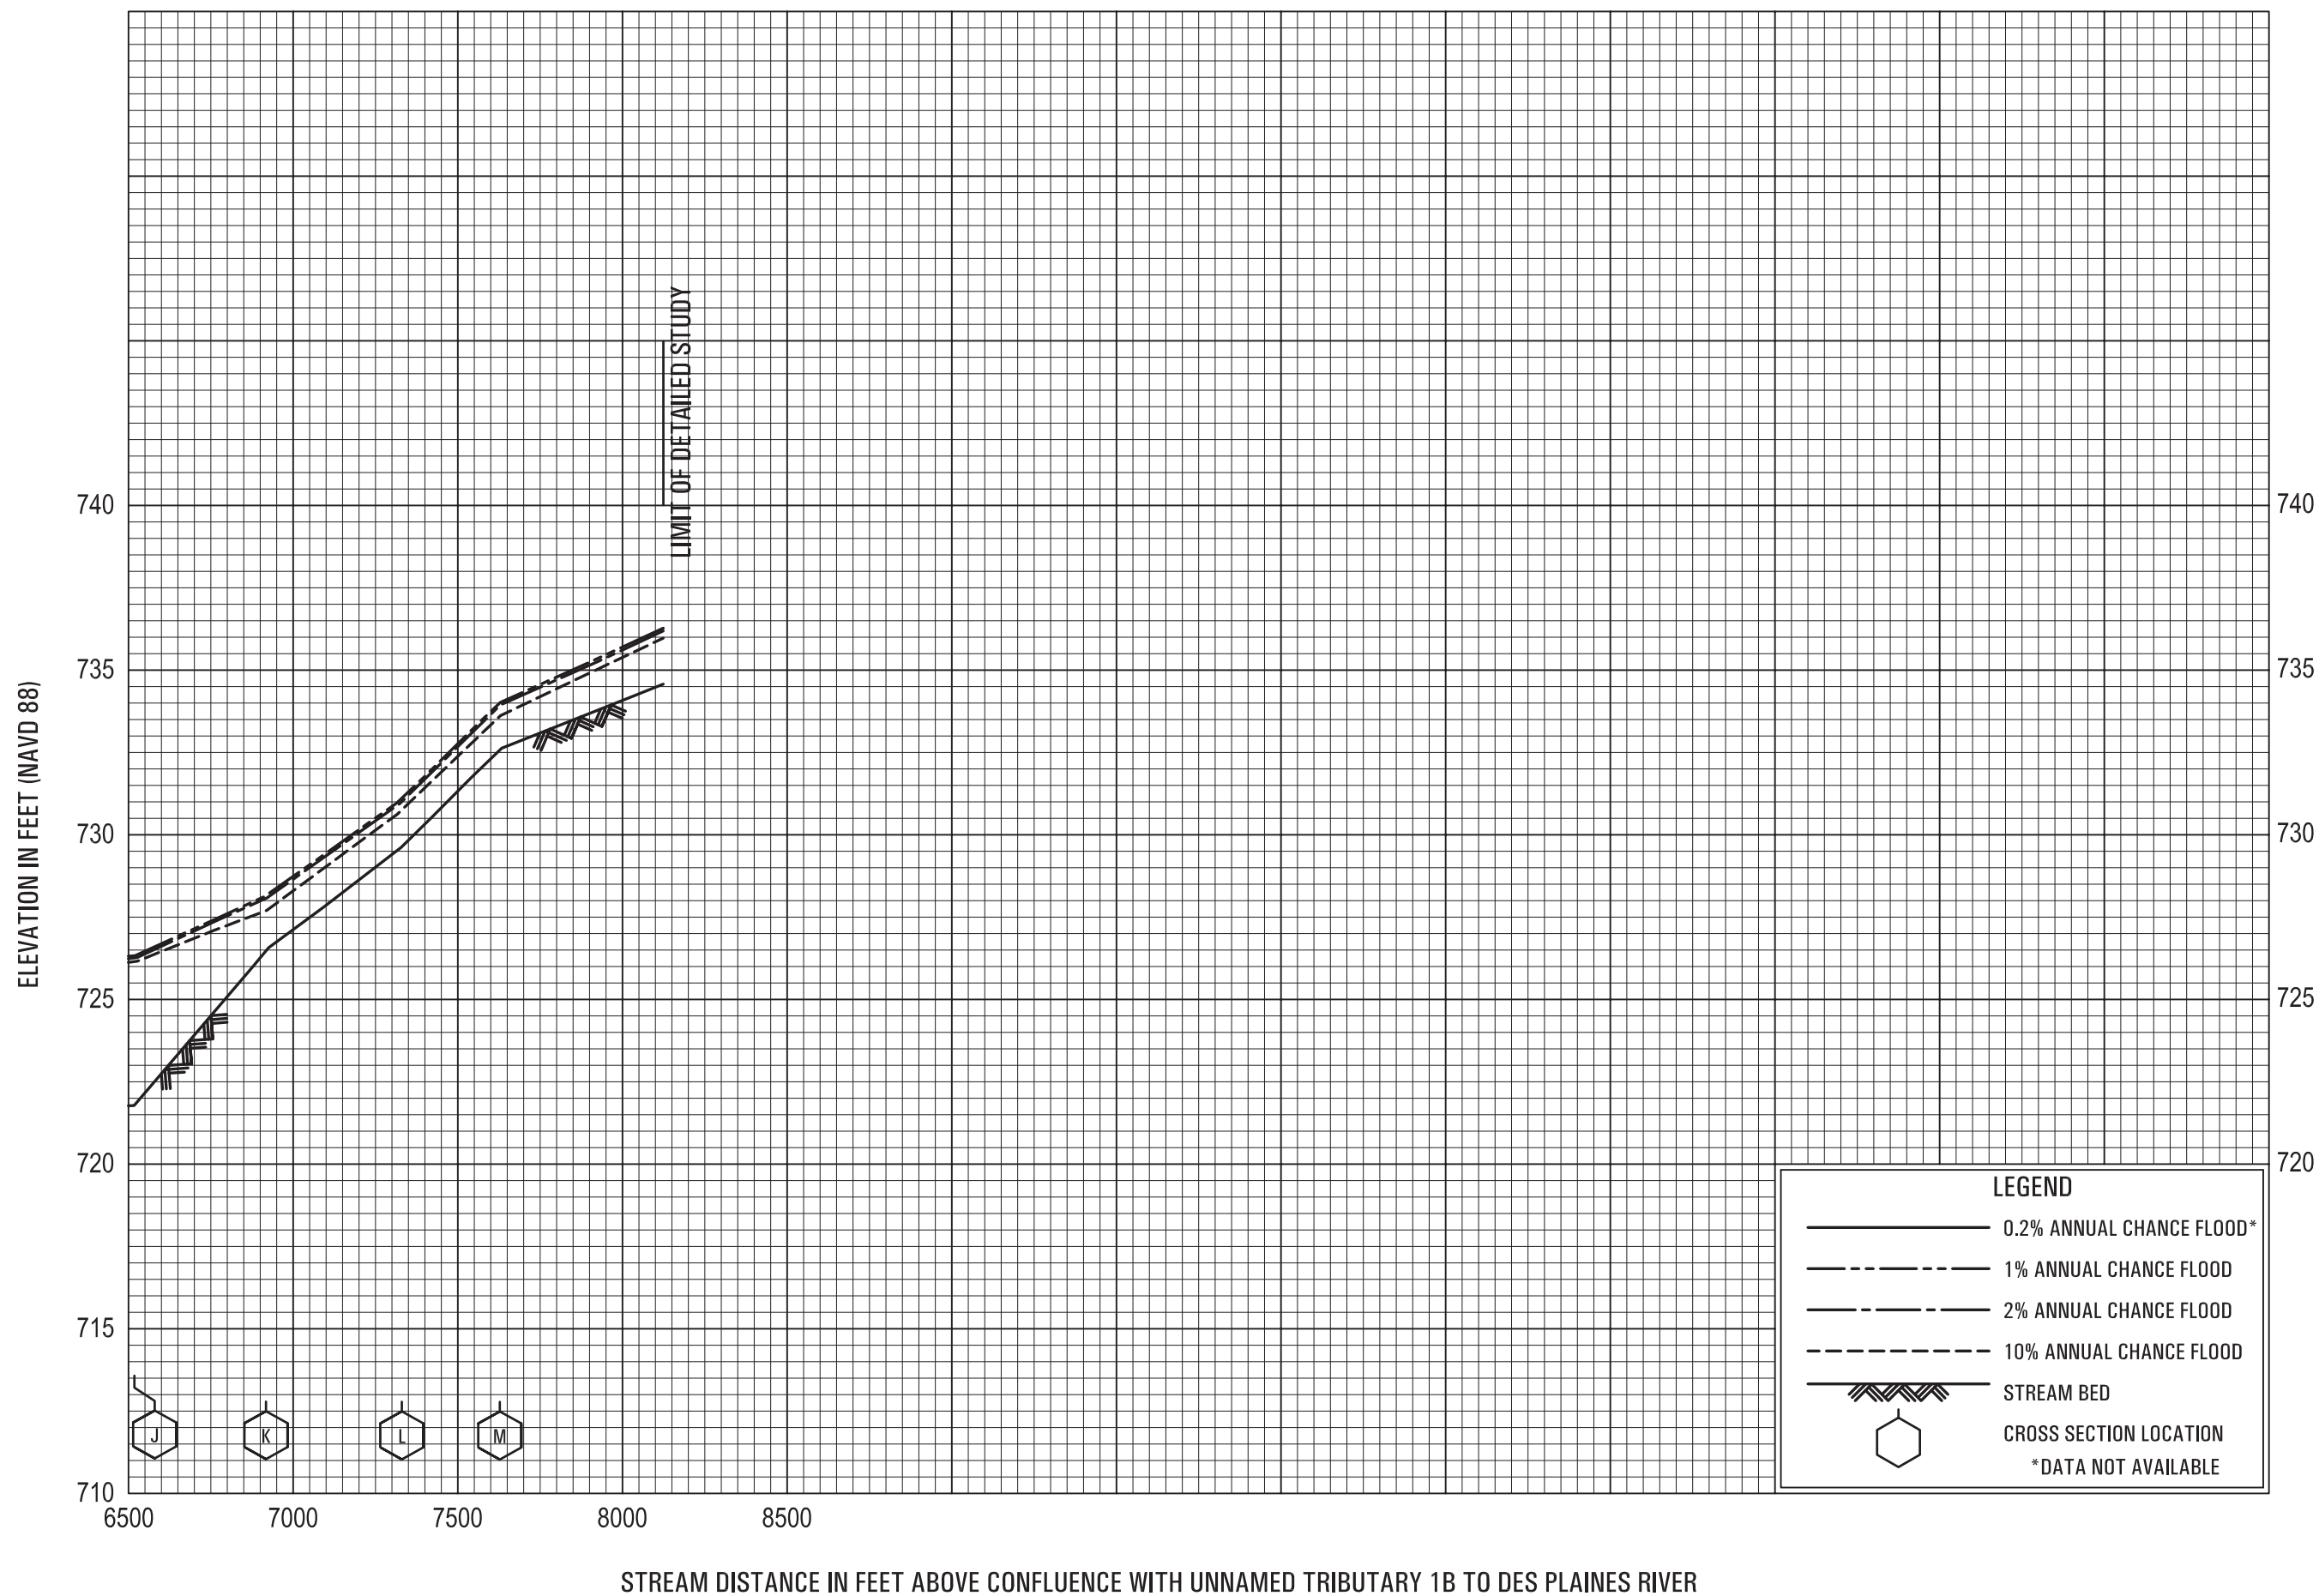 LIMIT OF DETAILED STUDY
ELEVATION IN FEET (NAVD 88)
740
735
730
725
720
715
710
740
735
730
725
720
J
K
L
M
6500
7000
7500
8000
8500
LEGEND
0.2% ANNUAL CHANCE FLOOD*
1% ANNUAL CHANCE FLOOD
2% ANNUAL CHANCE FLOOD
10% ANNUAL CHANCE FLOOD
STREAM BED
CROSS SECTION LOCATION
*DATA NOT AVAILABLE
STREAM DISTANCE IN FEET ABOVE CONFLUENCE WITH UNNAMED TRIBUTARY 1B TO DES PLAINES RIVER